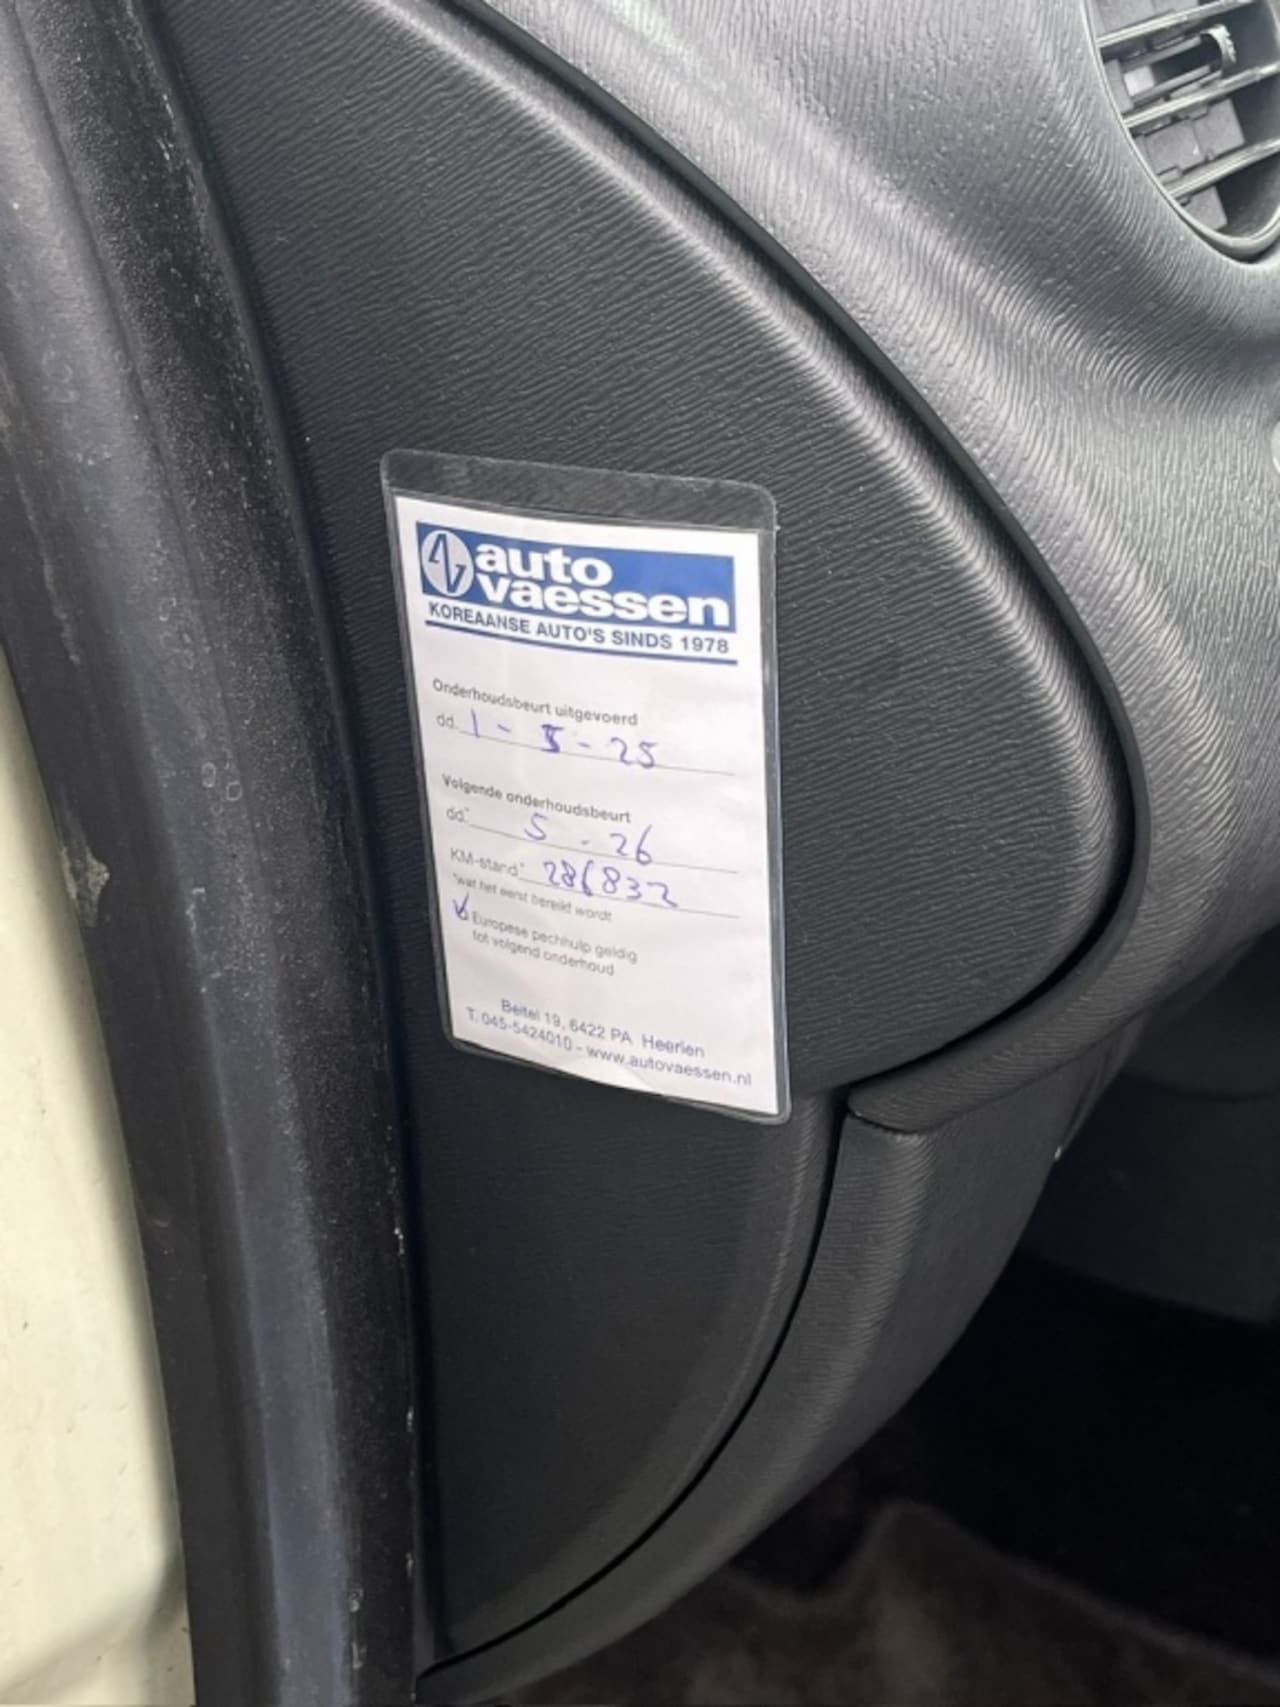 auto
vaessen
KOREAANSE AUTO'S SINDS 1978
Onderhoudsbeurt uitgevoerd
dd. 1 - 5 - 25
Volgende onderhoudsbeurt
dd.* 5 - 26
KM-stand* 286832
*wat het eerst bereikt wordt
Europese pechhulp geldig
tot volgend onderhoud
Beitel 19, 6422 PA Heerlen
T. 045-5424010 - www.autovaessen.nl